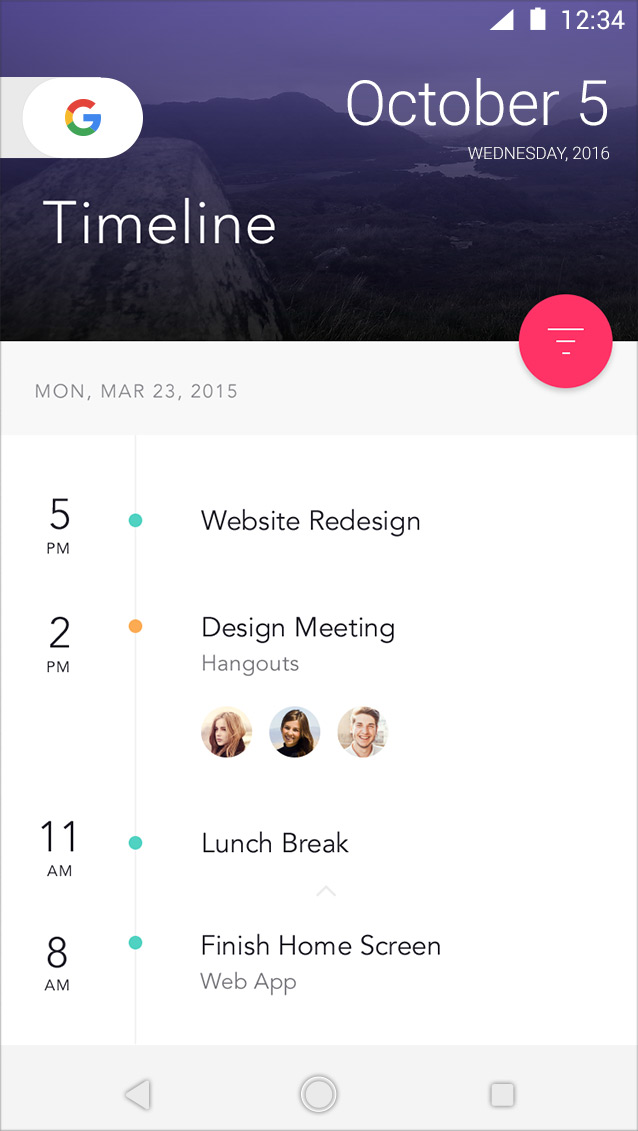 12:34
October 5
WEDNESDAY, 2016
Timeline
MON, MAR 23, 2015
5
PM
Website Redesign
2
PM
Design Meeting
Hangouts
11
AM
Lunch Break
8
AM
Finish Home Screen
Web App